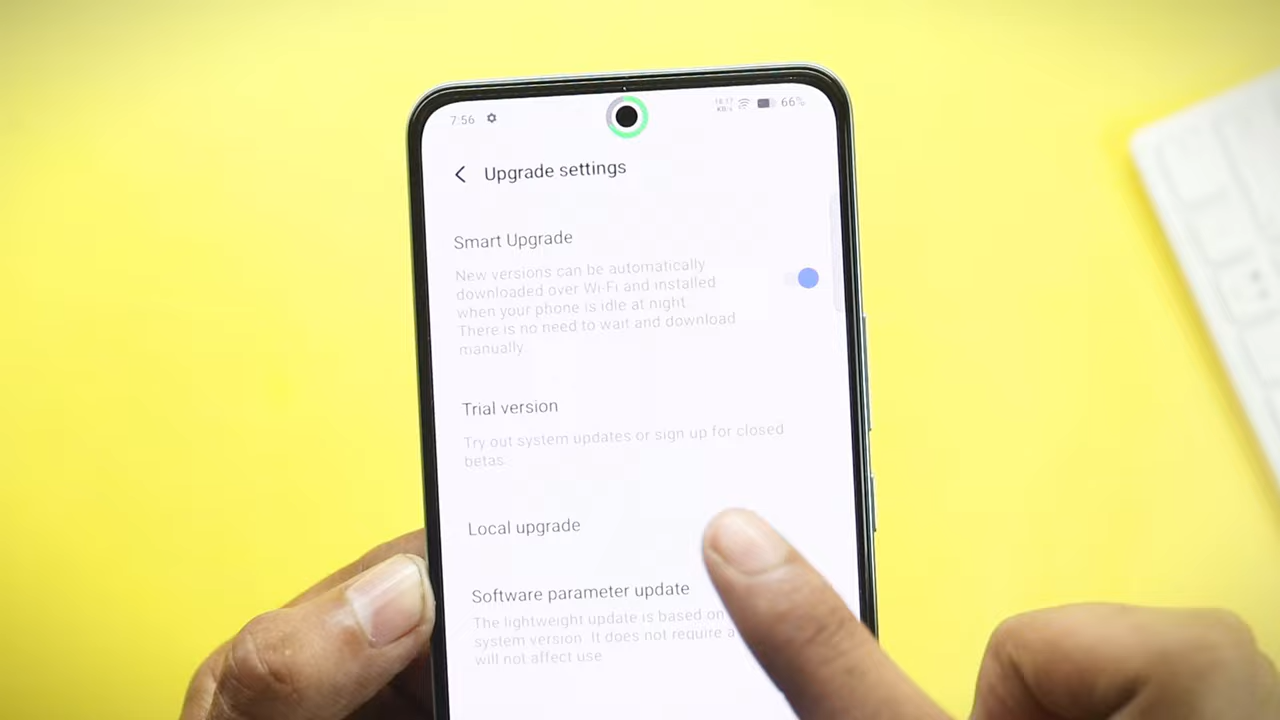 7:56
18.17
KB/s
66%
Upgrade settings
Smart Upgrade
New versions can be automatically
downloaded over Wi-Fi and installed
when your phone is idle at night.
There is no need to wait and download
manually.
Trial version
Try out system updates or sign up for closed
betas.
Local upgrade
Software parameter update
The lightweight update is based on
system version. It does not require a
will not affect use.